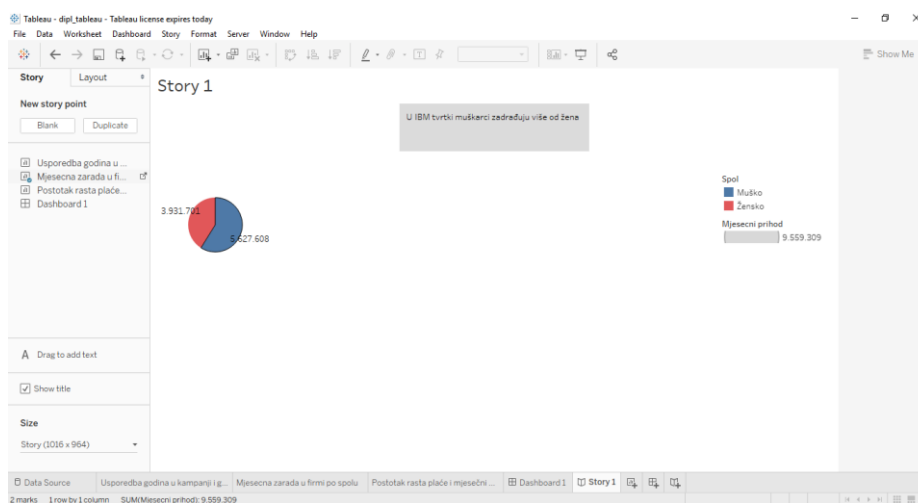 Tableau - dipl_tableau - Tableau license expires today
File Data Worksheet Dashboard Story Format Server Window Help
Show Me
Story Layout
Story 1
New story point
Blank Duplicate
U IBM tvrtki muškarci zadrađuju više od žena
Usporedba godina u ...
Mjesecna zarada u fi...
Postotak rasta plaće...
Dashboard 1
Spol
Muško
Žensko
Mjesecni prihod
9.559.309
3.931.701
5.627.608
A Drag to add text
Show title
Size
Story (1016 x 964)
Data Source Usporedba godina u kampanji i g... Mjesecna zarada u firmi po spolu Postotak rasta plaće i mjesečni ... Dashboard 1 Story 1
2 marks 1 row by 1 column SUM(Mjesecni prihod): 9.559.309